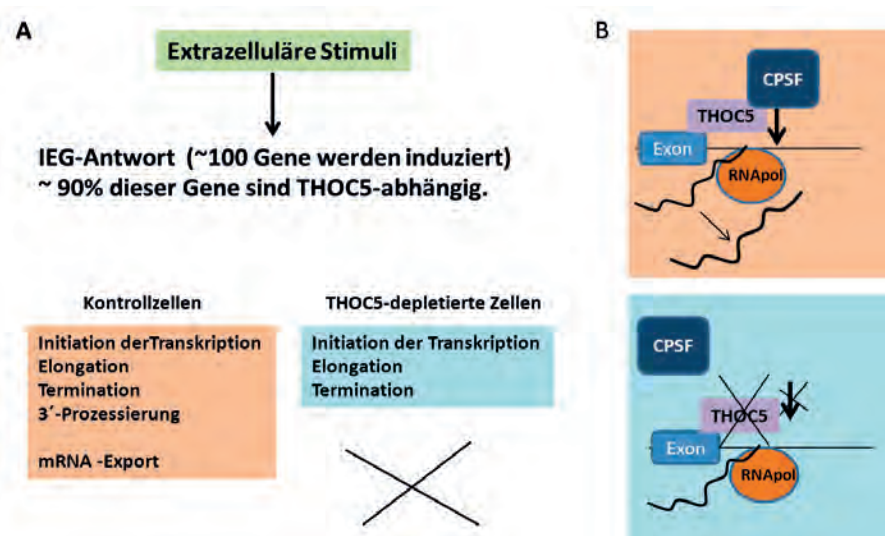 A
Extrazelluläre Stimuli
IEG-Antwort (~100 Gene werden induziert)
~ 90% dieser Gene sind THOC5-abhängig.
Kontrollzellen
Initiation derTranskription
Elongation
Termination
3´-Prozessierung
mRNA -Export
THOC5-depletierte Zellen
Initiation der Transkription
Elongation
Termination
B
CPSF
THOC5
Exon
RNApol
CPSF
THOC5
Exon
RNApol